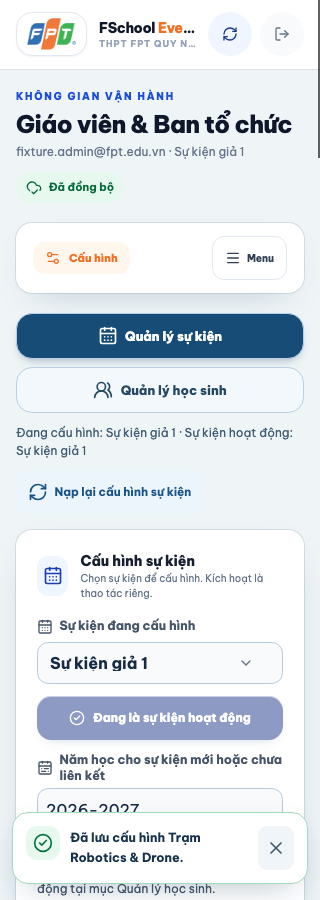 FPT
FSchool Eve...
THPT FPT QUY N...
KHÔNG GIAN VẬN HÀNH
Giáo viên & Ban tổ chức
fixture.admin@fpt.edu.vn · Sự kiện giả 1
Đã đồng bộ
Cấu hình
Menu
Quản lý sự kiện
Quản lý học sinh
Đang cấu hình: Sự kiện giả 1 · Sự kiện hoạt động:
Sự kiện giả 1
Nạp lại cấu hình sự kiện
Cấu hình sự kiện
Chọn sự kiện để cấu hình. Kích hoạt là
thao tác riêng.
Sự kiện đang cấu hình
Sự kiện giả 1
Đang là sự kiện hoạt động
Năm học cho sự kiện mới hoặc chưa
liên kết
2026-2027
Đã lưu cấu hình Trạm
Robotics & Drone.
động tại mục Quản lý học sinh.